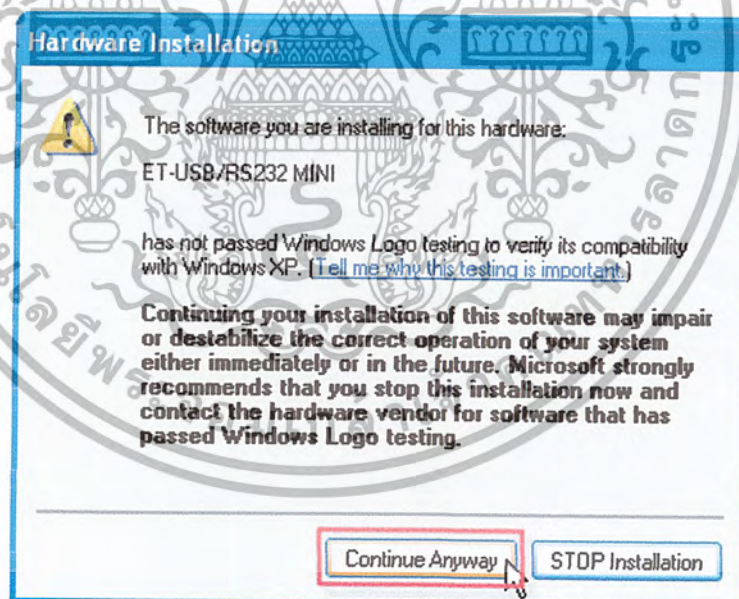 Hardware Installation
The software you are installing for this hardware:
ET-USB/RS232 MINI
has not passed Windows Logo testing to verify its compatibility
with Windows XP. (Tell me why this testing is important.)
Continuing your installation of this software may impair
or destabilize the correct operation of your system
either immediately or in the future. Microsoft strongly
recommends that you stop this installation now and
contact the hardware vendor for software that has
passed Windows Logo testing.
Continue Anyway
STOP Installation